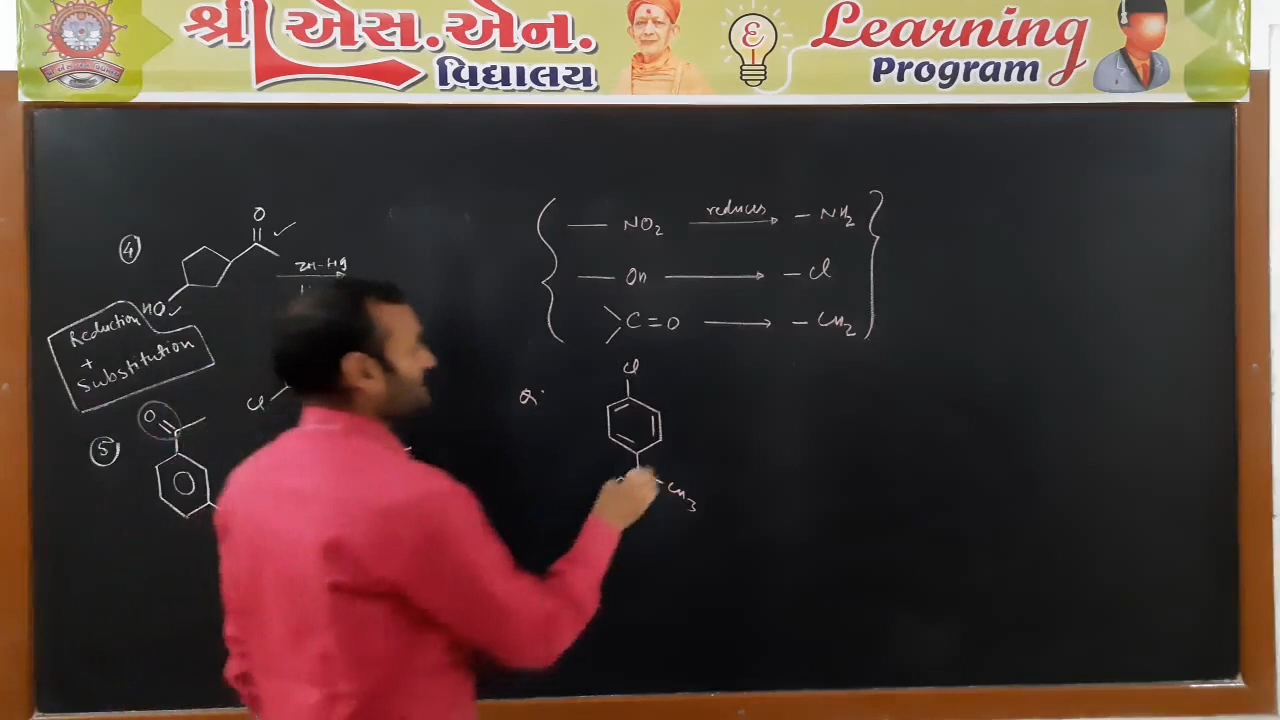 શ્રી એસ.એન.
વિદ્યાલય
Learning
Program
4
O
Zn-Hg
HO
Reduction
+
Substitution
Cl
5
O
NO2 reduces - NH2
OH - Cl
C=O - CH2
Q.
Cl
CH3